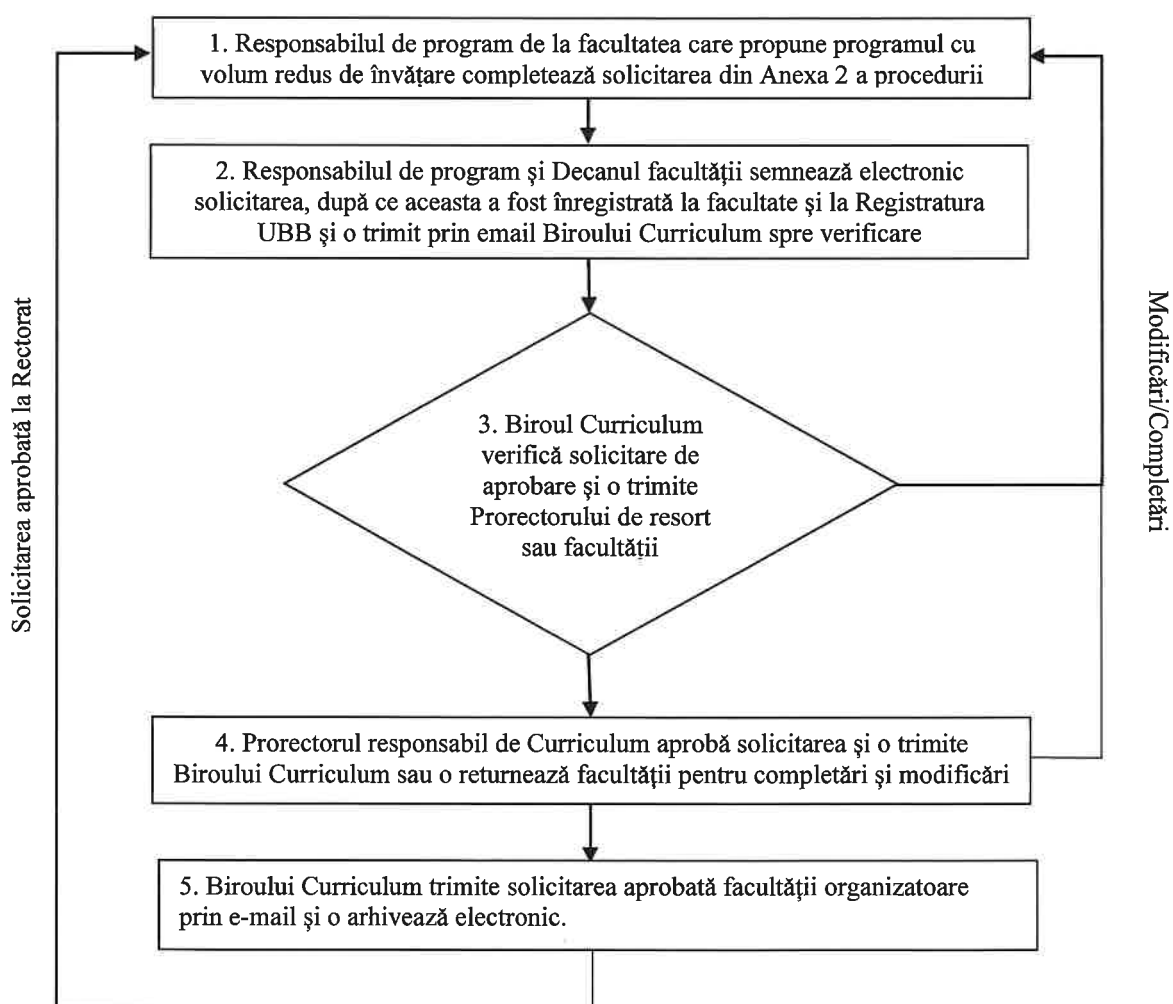 1. Responsabilul de program de la facultatea care propune programul cu
volum redus de învățare completează solicitarea din Anexa 2 a procedurii
2. Responsabilul de program și Decanul facultății semnează electronic
solicitarea, după ce aceasta a fost înregistrată la facultate și la Registratura
UBB și o trimit prin email Biroului Curriculum spre verificare
Solicitarea aprobată la Rectorat
Modificări/Completări
3. Biroul Curriculum
verifică solicitare de
aprobare și o trimite
Prorectorului de resort
sau facultății
4. Prorectorul responsabil de Curriculum aprobă solicitarea și o trimite
Biroului Curriculum sau o returnează facultății pentru completări și modificări
5. Biroului Curriculum trimite solicitarea aprobată facultății organizatoare
prin e-mail și o arhivează electronic.